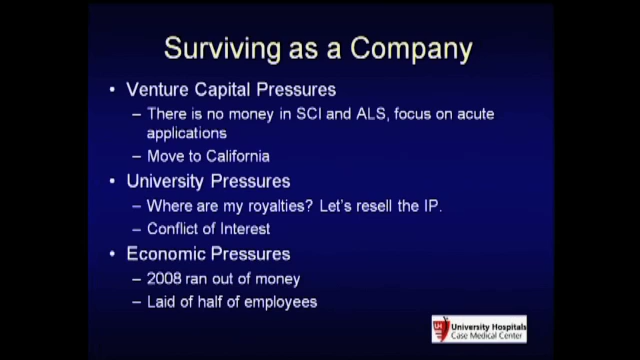 Surviving as a Company
• Venture Capital Pressures
– There is no money in SCI and ALS, focus on acute
applications
– Move to California
• University Pressures
– Where are my royalties? Let's resell the IP.
– Conflict of Interest
• Economic Pressures
– 2008 ran out of money
– Laid of half of employees
UH University Hospitals
Case Medical Center